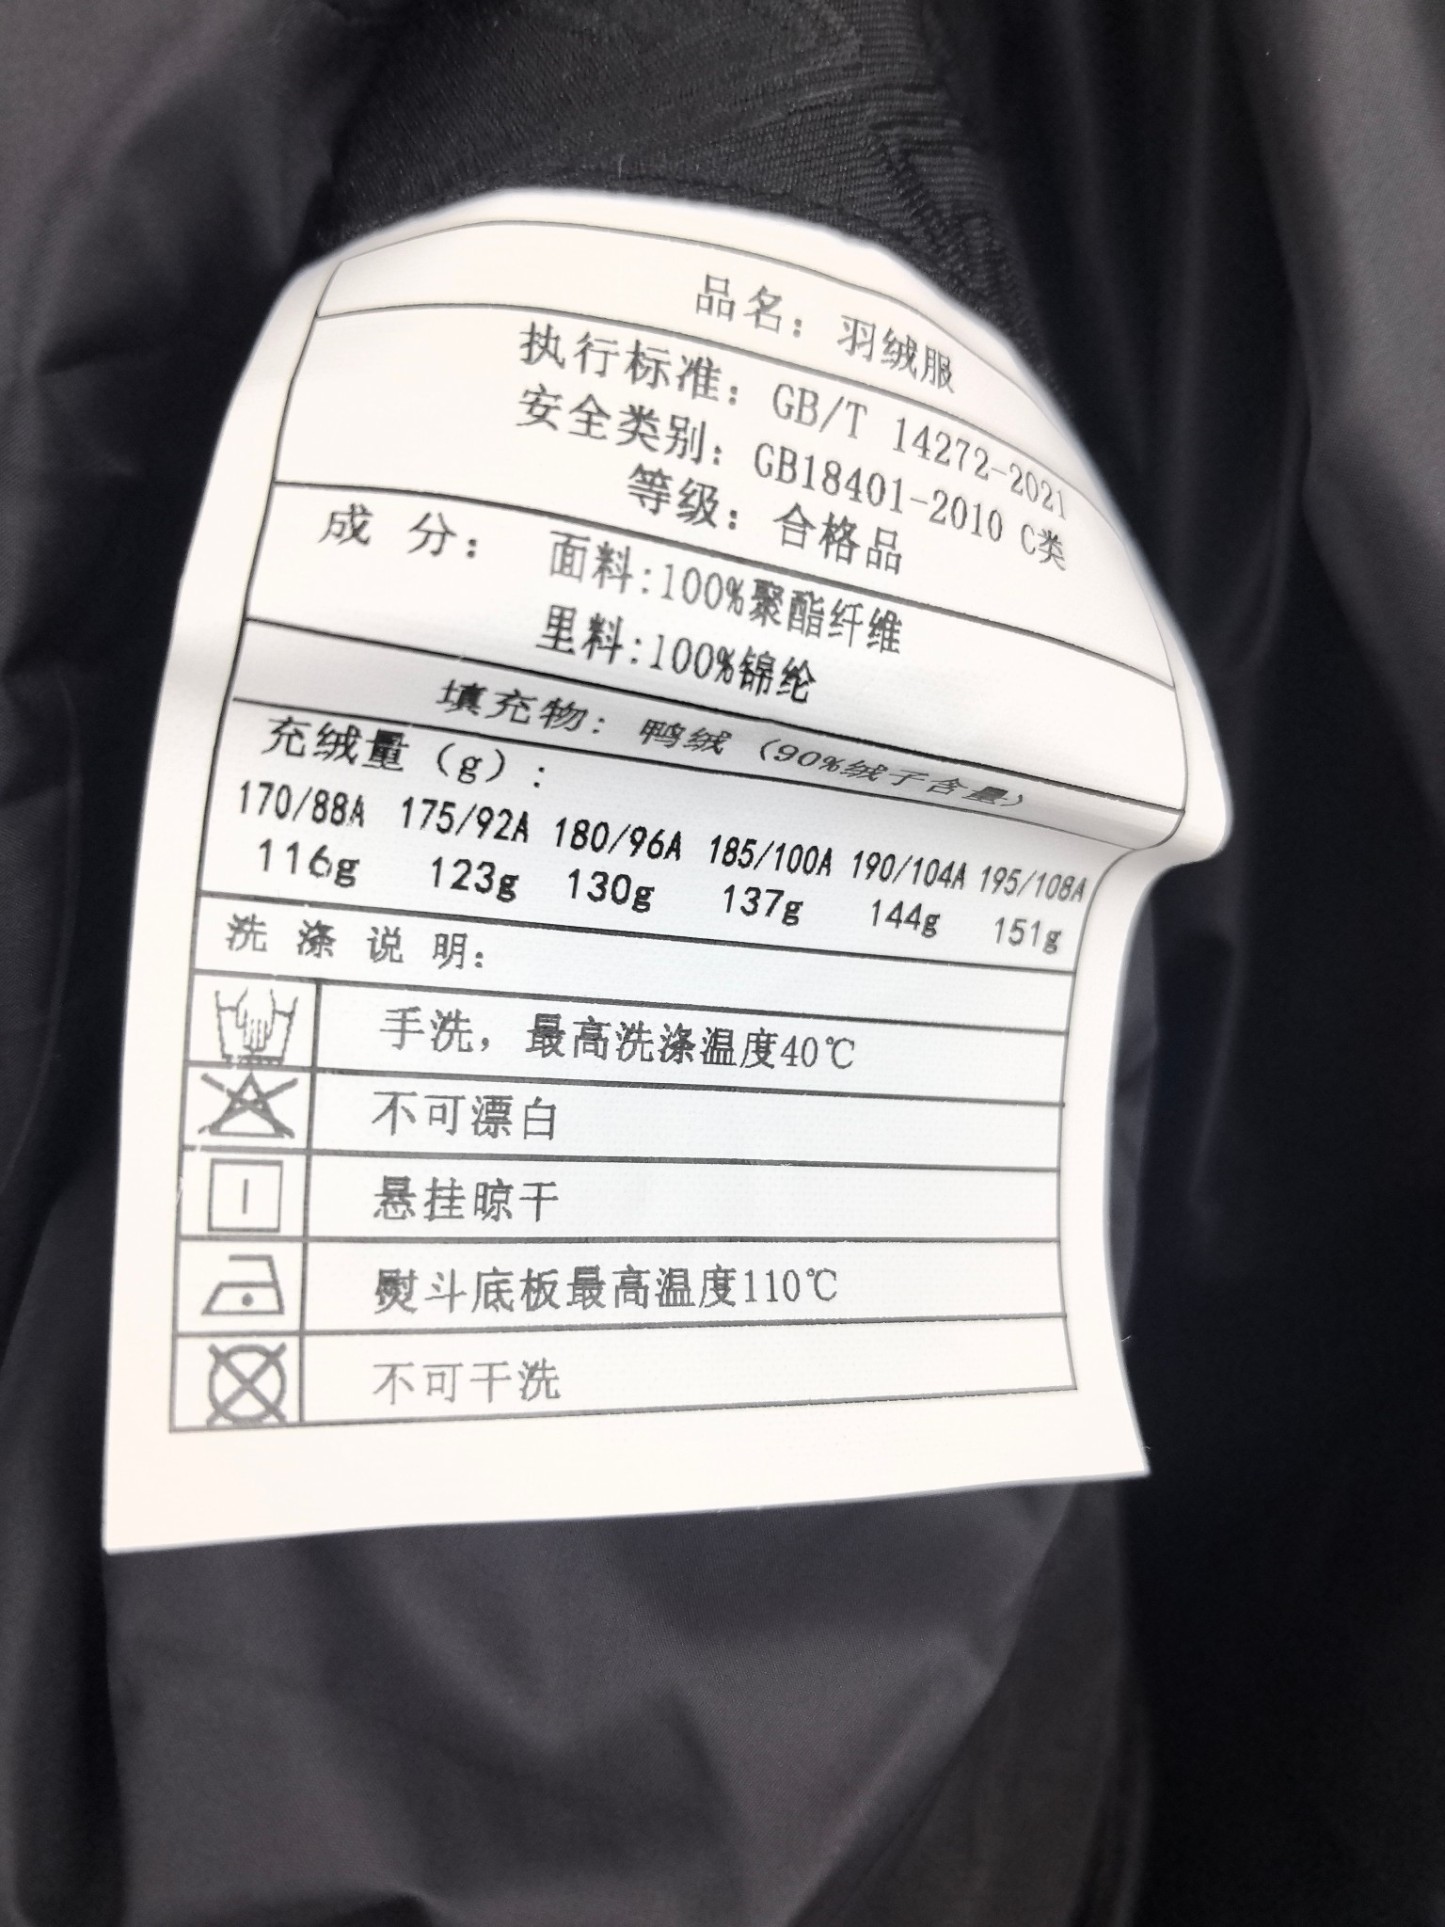 品名：羽绒服
执行标准：GB/T 14272-2021
安全类别：GB18401-2010 C类
等级：合格品
成 分： 面料:100%聚酯纤维
里料:100%锦纶
填充物：鸭绒（90%绒子含量）
充绒量（g）:
170/88A 175/92A 180/96A 185/100A 190/104A 195/108A
116g 123g 130g 137g 144g 151g
洗 涤 说 明：
手洗，最高洗涤温度40℃
不可漂白
悬挂晾干
熨斗底板最高温度110℃
不可干洗